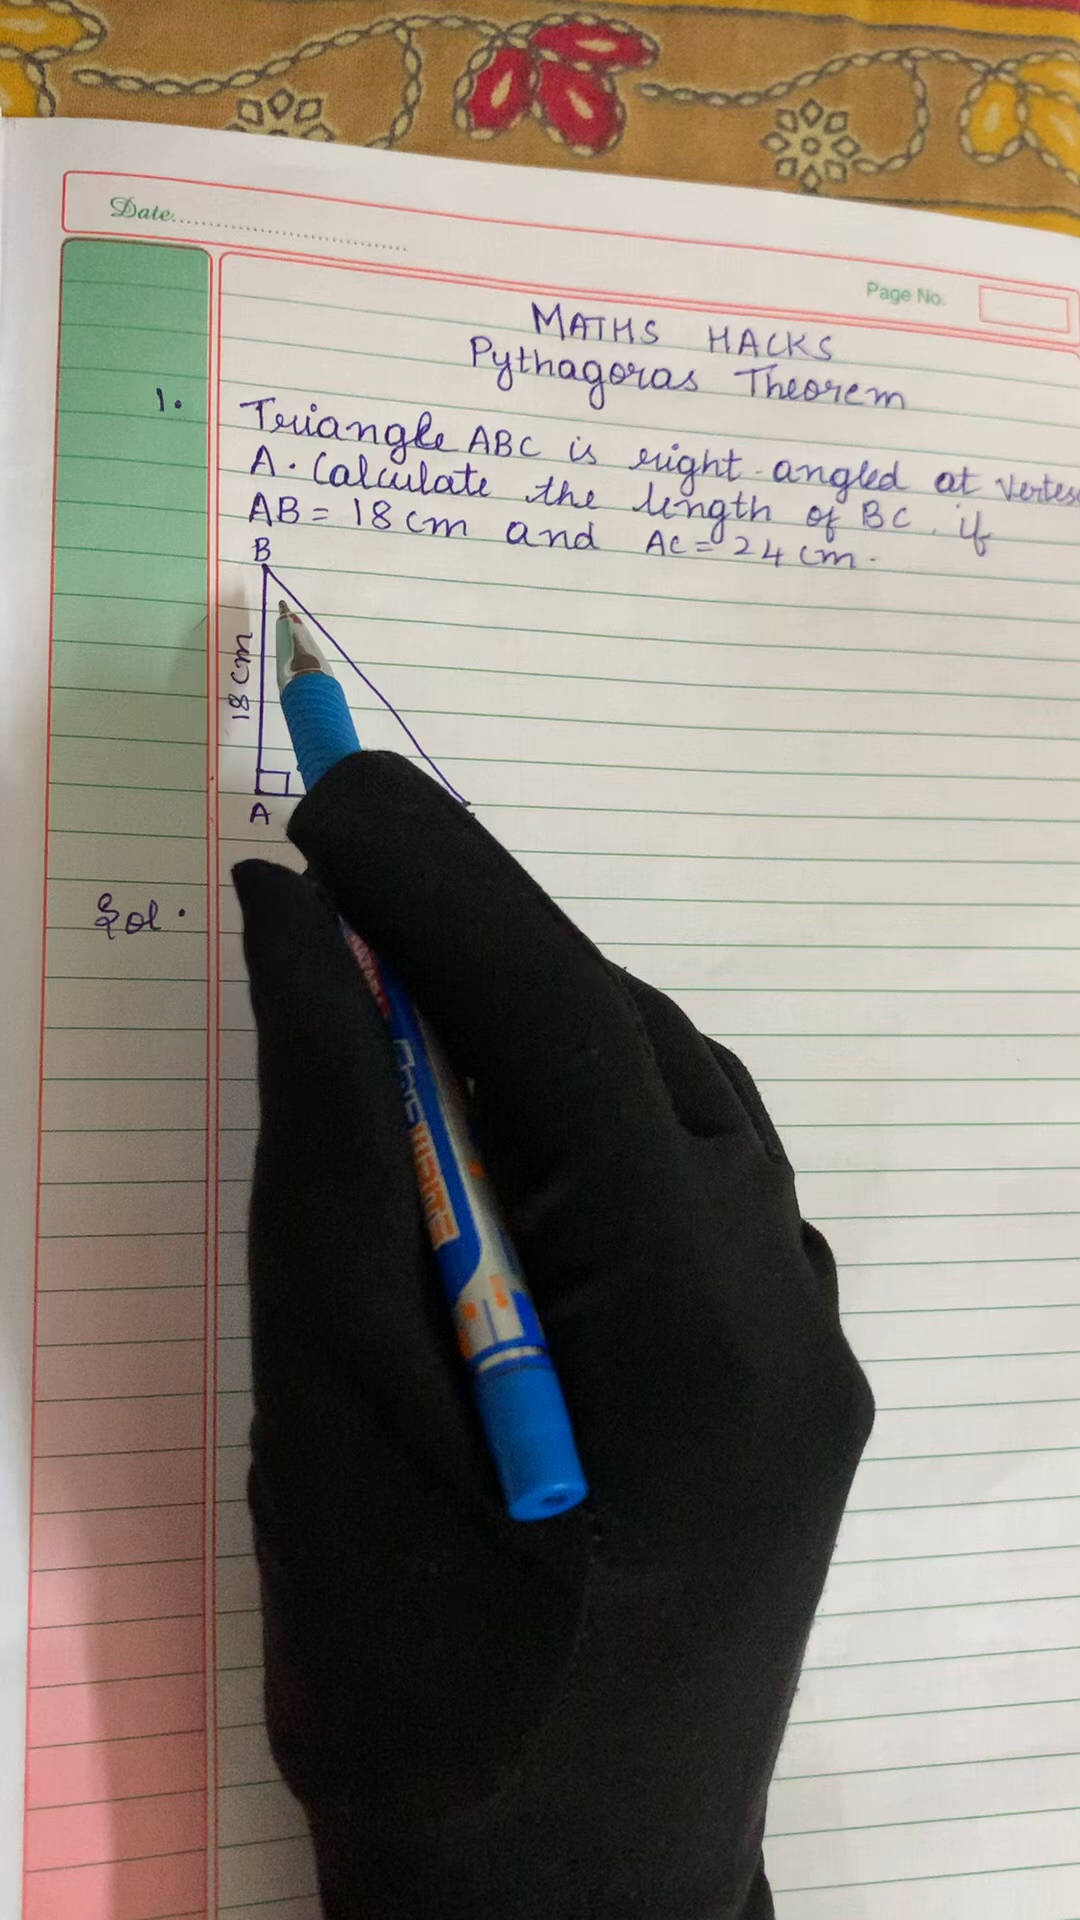 Date
Page No.
MATHS HACKS
Pythagoras Theorem
1. Triangle ABC is right-angled at
A. Calculate the length of BC, if
AB = 18 cm and AC = 24 cm.
B
18 cm
A
Sol.